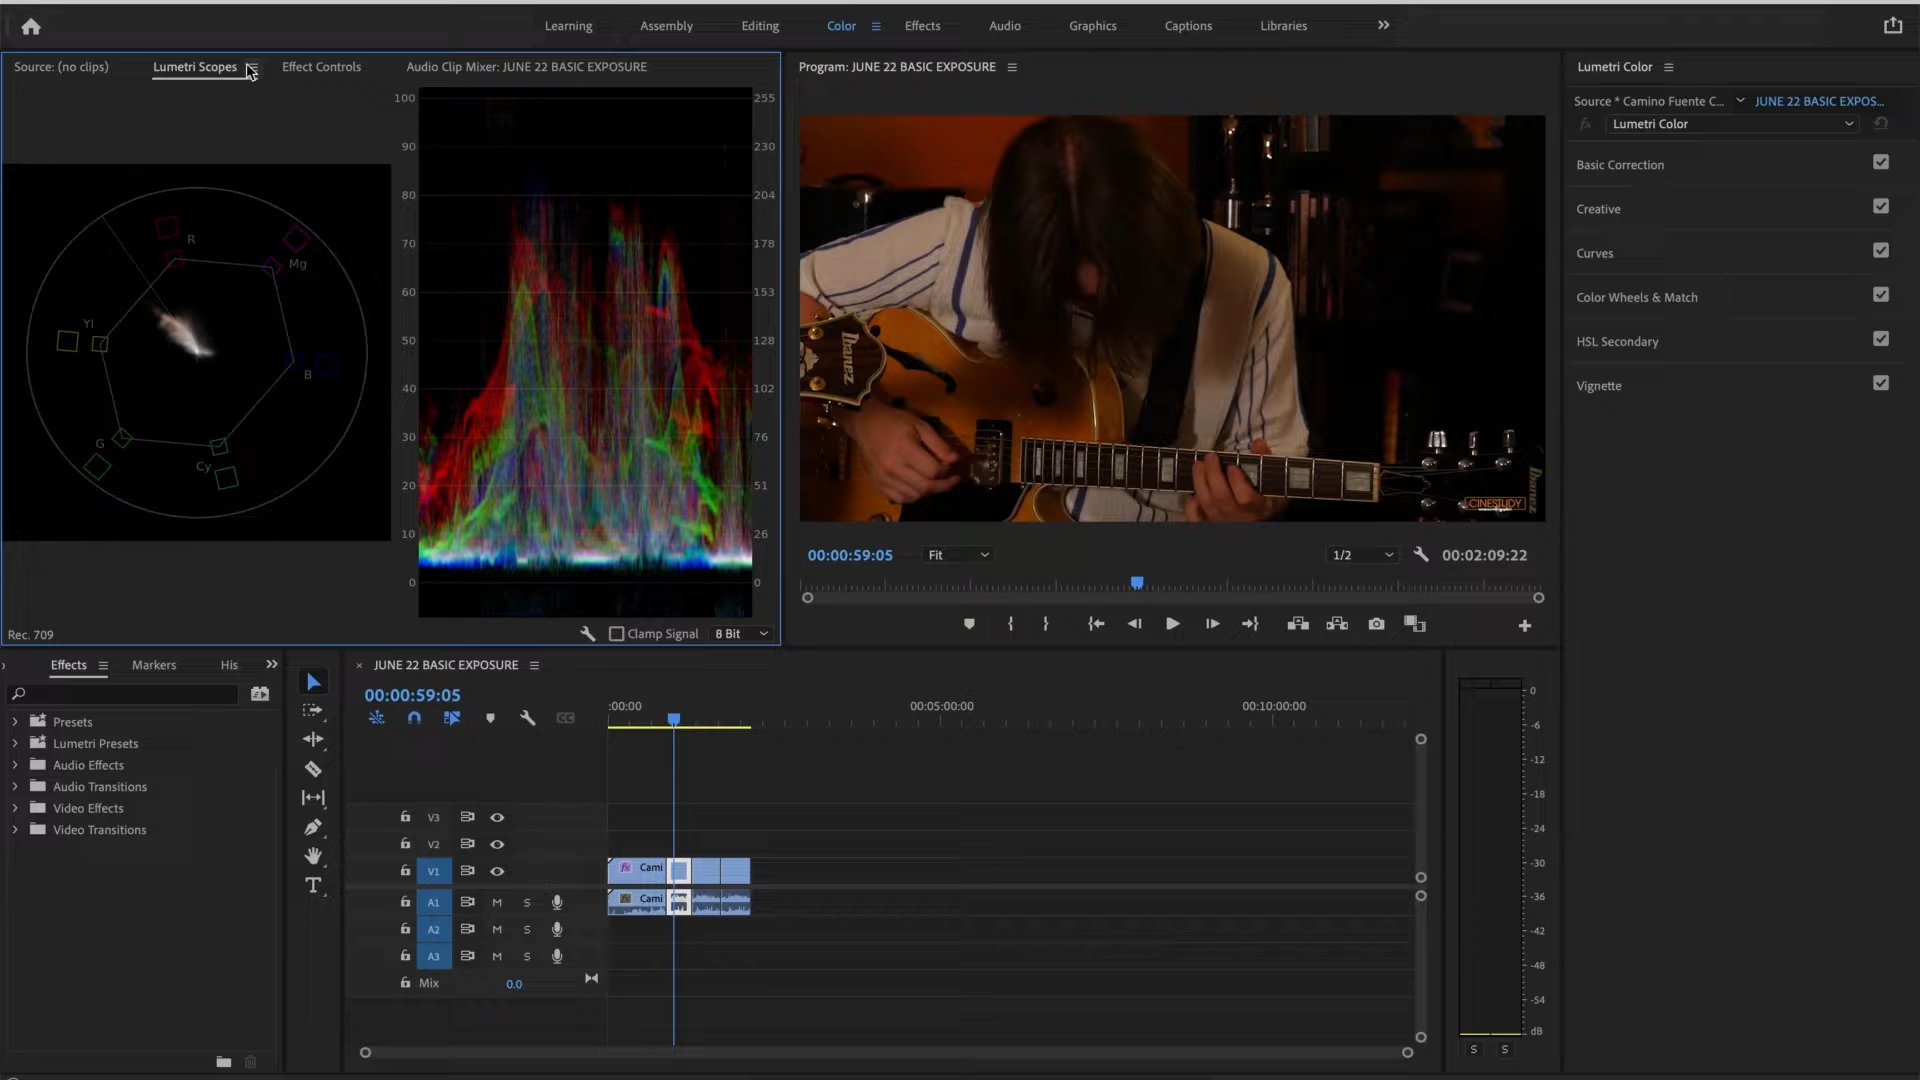 Learning Assembly Editing Color Effects Audio Graphics Captions Libraries
Source: (no clips) Lumetri Scopes Effect Controls Audio Clip Mixer: JUNE 22 BASIC EXPOSURE
Program: JUNE 22 BASIC EXPOSURE
Lumetri Color
Source * Camino Fuente C... JUNE 22 BASIC EXPOS...
fx Lumetri Color
Basic Correction
Creative
Curves
Color Wheels & Match
HSL Secondary
Vignette
R
Mg
Yl
B
G
Cy
100 255
90 230
80 204
70 178
60 153
50 128
40 102
30 76
20 51
10 26
0 0
Rec. 709
Clamp Signal 8 Bit
Ibanez
CINESTUDY
Ibanez
00:00:59:05 Fit 1/2 00:02:09:22
Effects Markers His
Presets
Lumetri Presets
Audio Effects
Audio Transitions
Video Effects
Video Transitions
JUNE 22 BASIC EXPOSURE
00:00:59:05
:00:00 00:05:00:00 00:10:00:00
V3
V2
V1 fx Cami
A1 M S Cami
A2 M S
A3 M S
Mix 0.0
0
-6
-12
-18
-24
-30
-36
-42
-48
-54
dB
S S